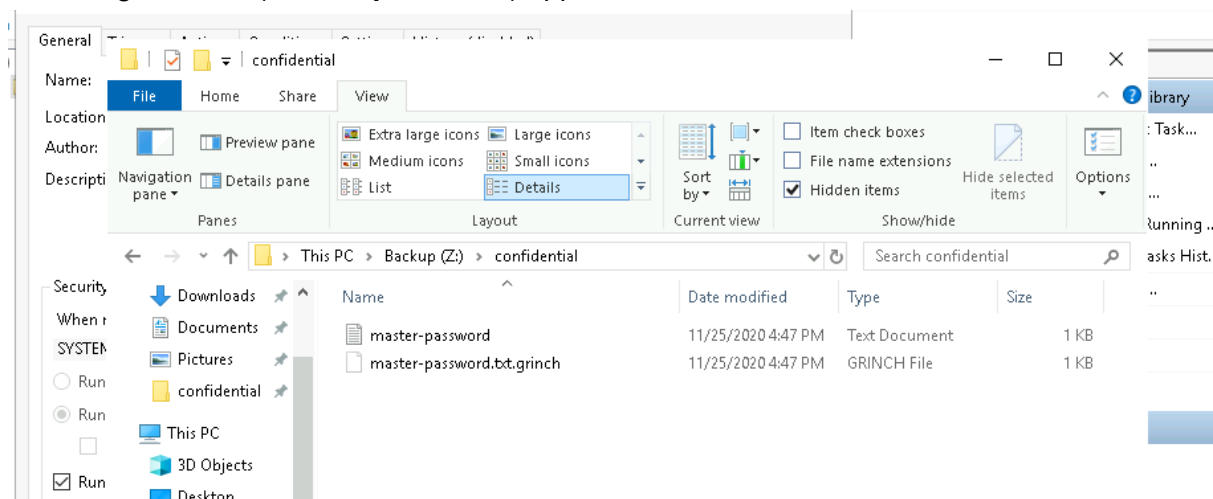 General
confidential
Name:
File Home Share View
ibrary
Location
Author:
Descripti
Preview pane
Extra large icons Large icons
Item check boxes
Task...
Medium icons Small icons
File name extensions
Navigation pane
Details pane
List Details
Sort by
Hidden items
Hide selected items
Options
Panes Layout Current view Show/hide
Running ..
This PC > Backup (Z:) > confidential
Search confidential
asks Hist.
Security
Downloads
Name Date modified Type Size
When r
Documents
master-password 11/25/2020 4:47 PM Text Document 1 KB
SYSTEM
Pictures
master-password.txt.grinch 11/25/2020 4:47 PM GRINCH File 1 KB
Run
confidential
Run
This PC
3D Objects
Run
Desktop